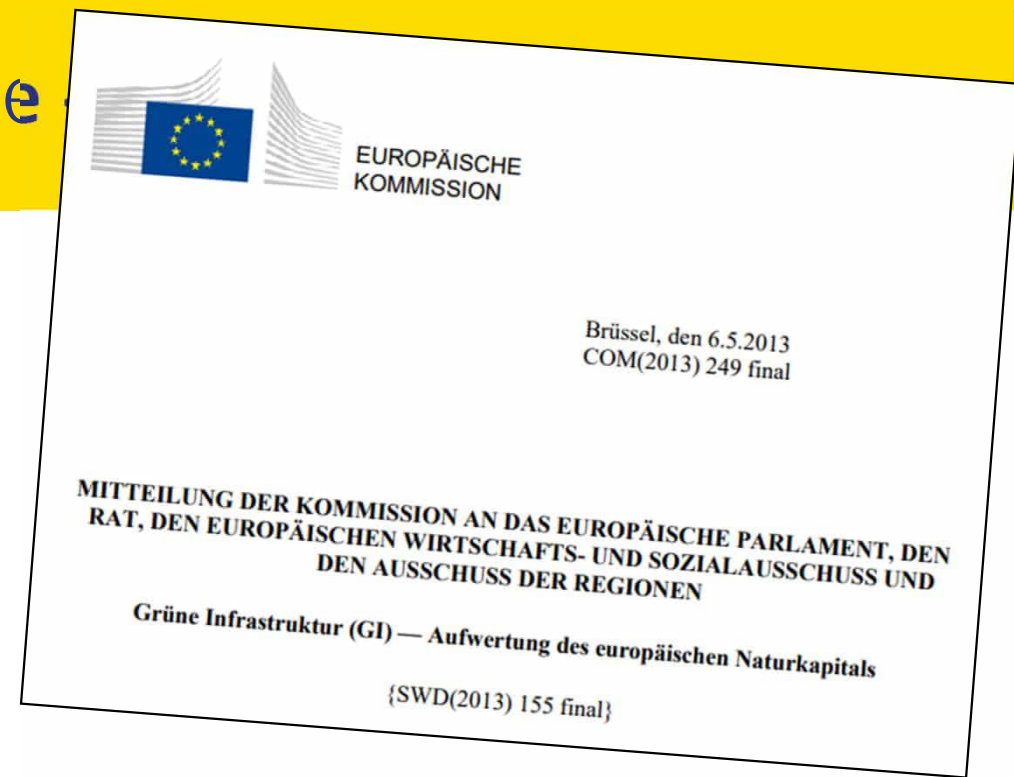 e
EUROPÄISCHE
KOMMISSION
Brüssel, den 6.5.2013
COM(2013) 249 final
MITTEILUNG DER KOMMISSION AN DAS EUROPÄISCHE PARLAMENT, DEN
RAT, DEN EUROPÄISCHEN WIRTSCHAFTS- UND SOZIALAUSSCHUSS UND
DEN AUSSCHUSS DER REGIONEN
Grüne Infrastruktur (GI) — Aufwertung des europäischen Naturkapitals
{SWD(2013) 155 final}